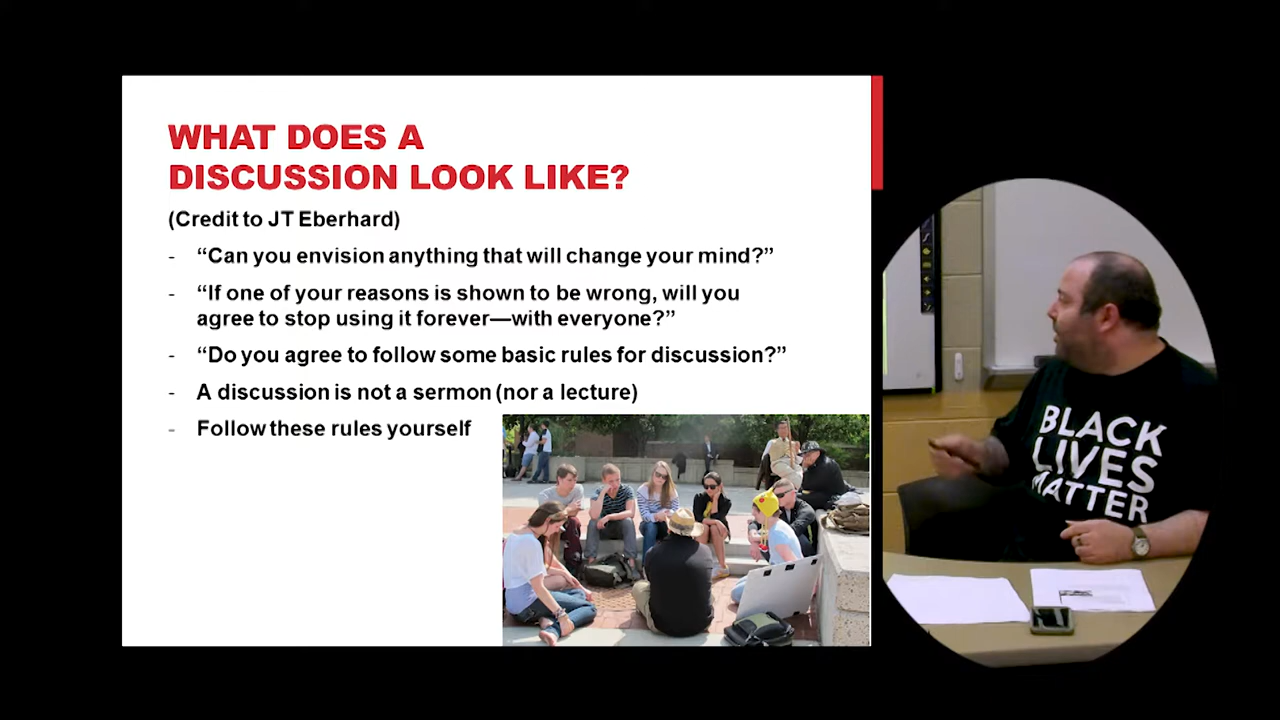 WHAT DOES A
DISCUSSION LOOK LIKE?
(Credit to JT Eberhard)
- “Can you envision anything that will change your mind?”
- “If one of your reasons is shown to be wrong, will you
agree to stop using it forever—with everyone?”
- “Do you agree to follow some basic rules for discussion?”
- A discussion is not a sermon (nor a lecture)
- Follow these rules yourself
BLACK
LIVES
MATTER